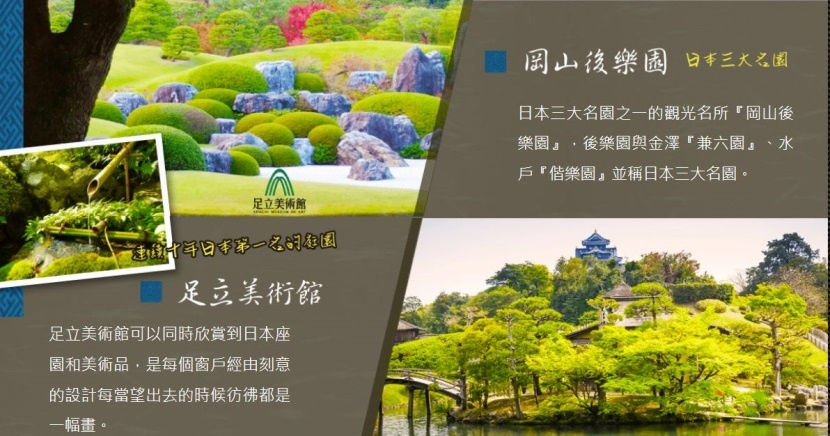 岡山後樂園 日本三大名園
日本三大名園之一的觀光名所『岡山後
樂園』，後樂園與金澤『兼六園』、水
戶『偕樂園』並稱日本三大名園。
足立美術館
ADACHI MUSEUM OF ART
連續十年日本第一名的庭園
足立美術館
足立美術館可以同時欣賞到日本座
園和美術品，是每個窗戶經由刻意
的設計每當望出去的時候彷彿都是
一幅畫。